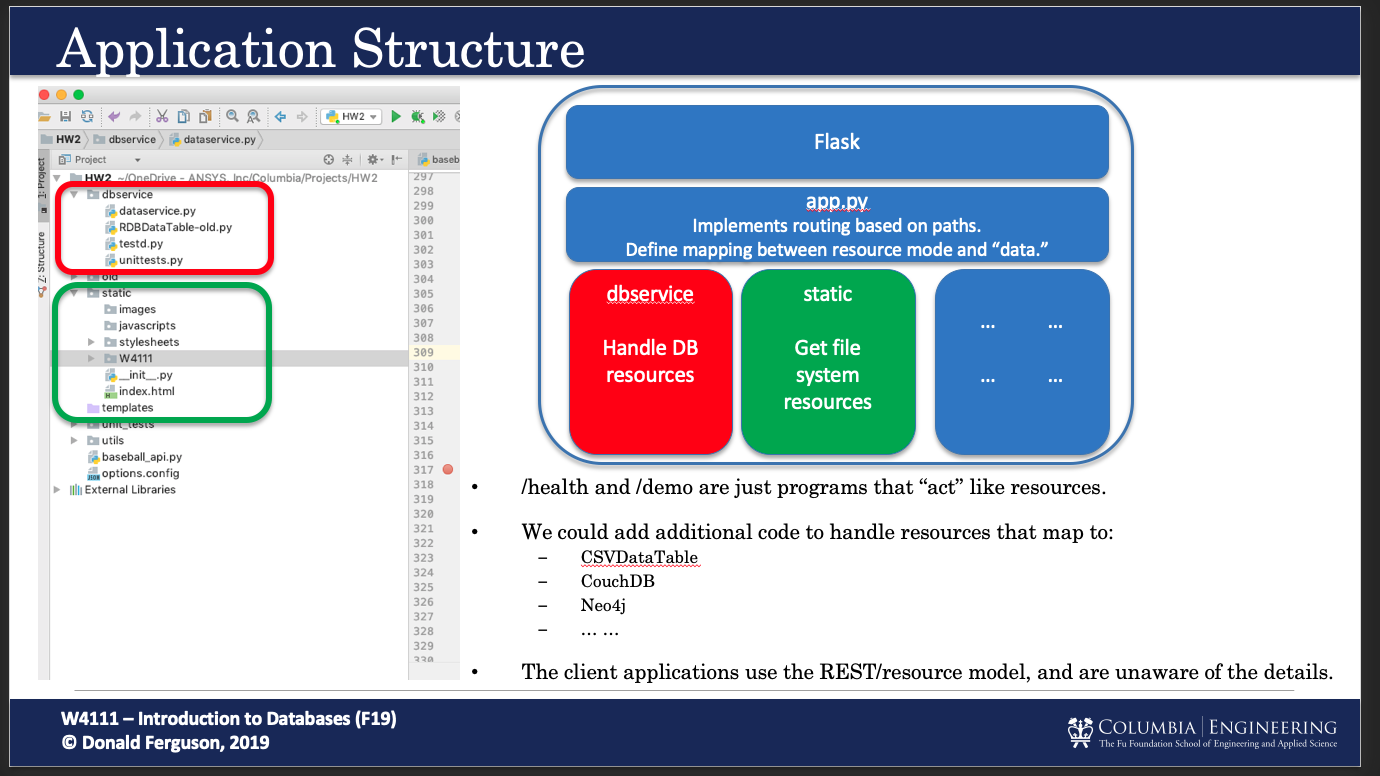 Application Structure
HW2
HW2 dbservice dataservice.py
1: Project
Z: Structure
Project
baseb
HW2 ~/OneDrive - ANSYS, Inc/Columbia/Projects/HW2
dbservice
dataservice.py
RDBDataTable-old.py
testd.py
unittests.py
old
static
images
javascripts
stylesheets
W4111
__init__.py
index.html
templates
unit_tests
utils
baseball_api.py
options.config
External Libraries
297
298
299
300
301
302
303
304
305
306
307
308
309
310
311
312
313
314
315
316
317
318
319
320
321
322
323
324
325
326
327
328
329
330
Flask
app.py
Implements routing based on paths.
Define mapping between resource mode and “data.”
dbservice
Handle DB
resources
static
Get file
system
resources
... ...
... ...
• /health and /demo are just programs that “act” like resources.
• We could add additional code to handle resources that map to:
– CSVDataTable
– CouchDB
– Neo4j
– … …
• The client applications use the REST/resource model, and are unaware of the details.
W4111 – Introduction to Databases (F19)
© Donald Ferguson, 2019
COLUMBIA | ENGINEERING
The Fu Foundation School of Engineering and Applied Science